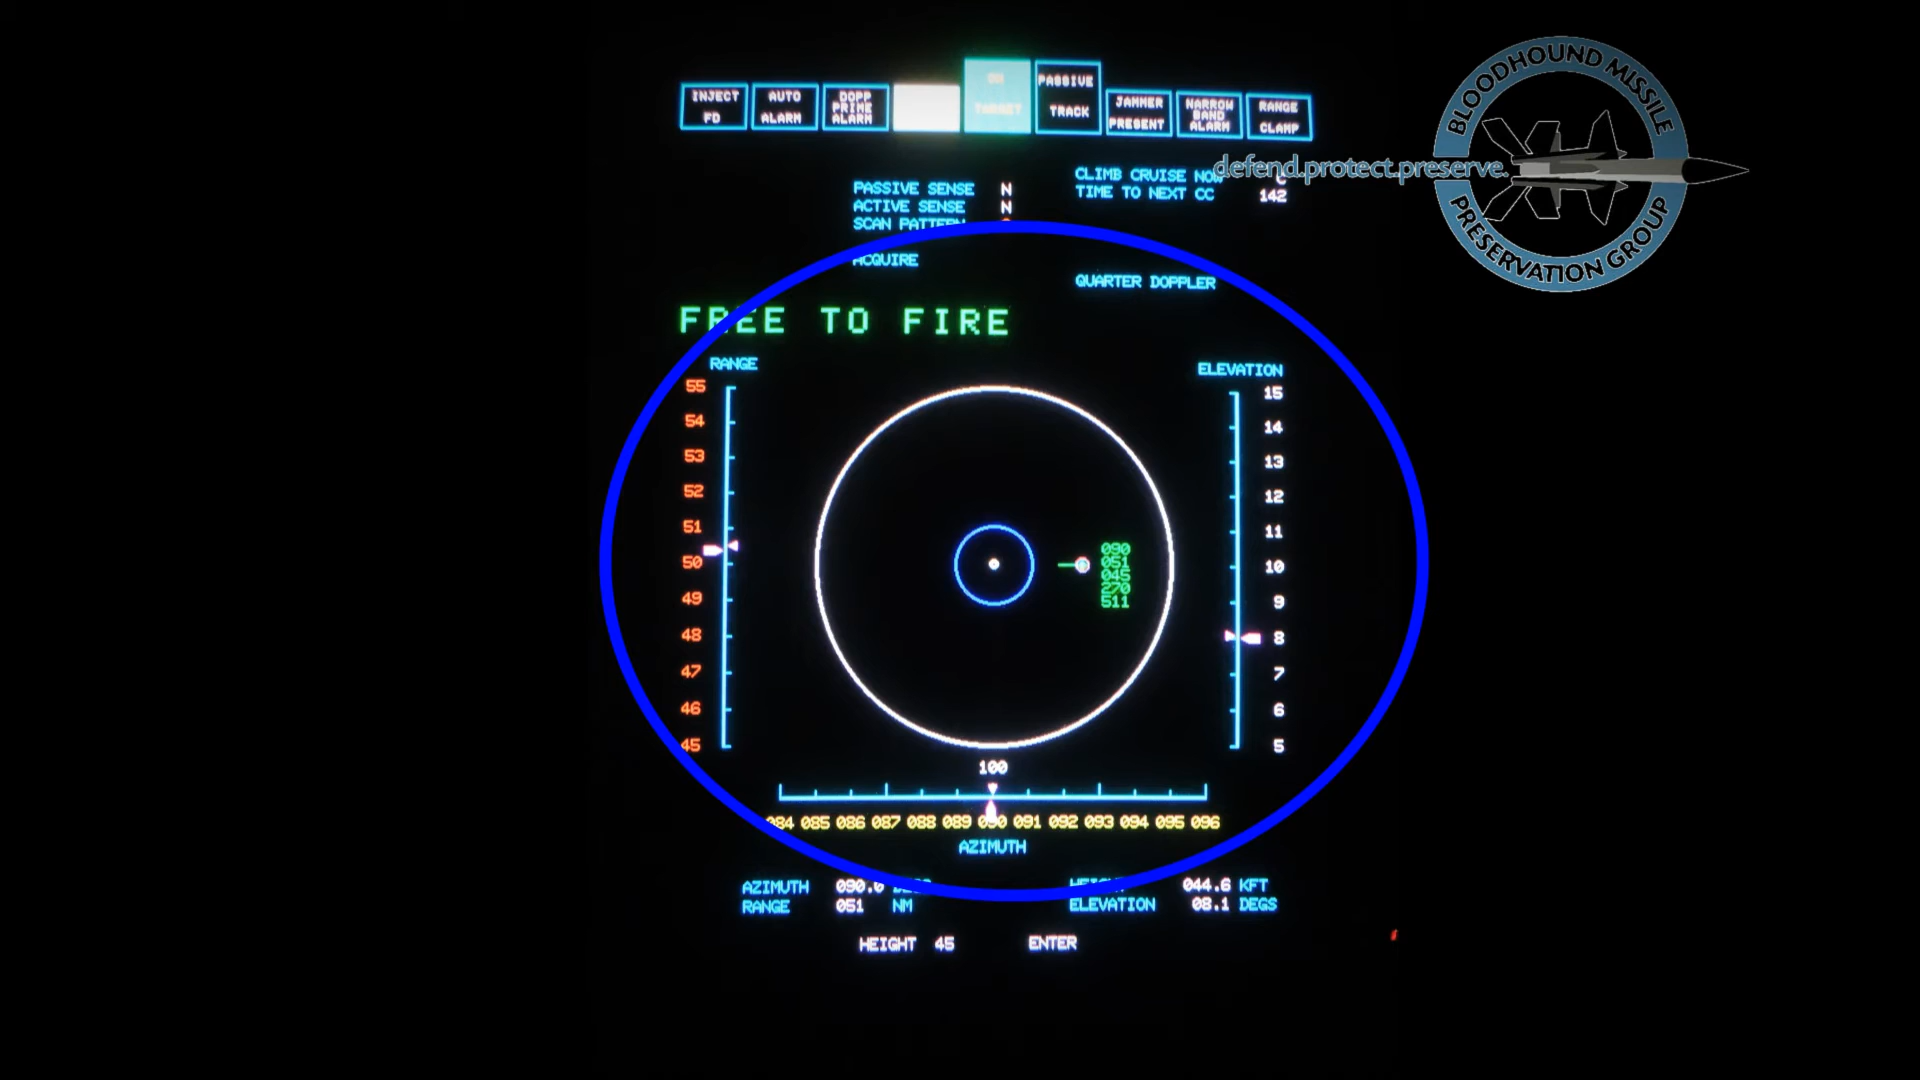 INJECT FD
AUTO ALARM
DOPP PRIME ALARM
ON TARGET
PASSIVE TRACK
JAMMER PRESENT
NARROW BAND ALARM
RANGE CLAMP
BLOODHOUND MISSILE
defend.protect.preserve.
PRESERVATION GROUP
PASSIVE SENSE N
ACTIVE SENSE N
SCAN PATTERN
CLIMB CRUISE NOW C
TIME TO NEXT CC 142
ACQUIRE
QUARTER DOPPLER
FREE TO FIRE
RANGE
55
54
53
52
51
50
49
48
47
46
45
090
051
045
270
511
ELEVATION
15
14
13
12
11
10
9
8
7
6
5
100
084 085 086 087 088 089 090 091 092 093 094 095 096
AZIMUTH
AZIMUTH 090.0 DEGS
RANGE 051 NM
HEIGHT 044.6 KFT
ELEVATION 08.1 DEGS
HEIGHT 45 ENTER